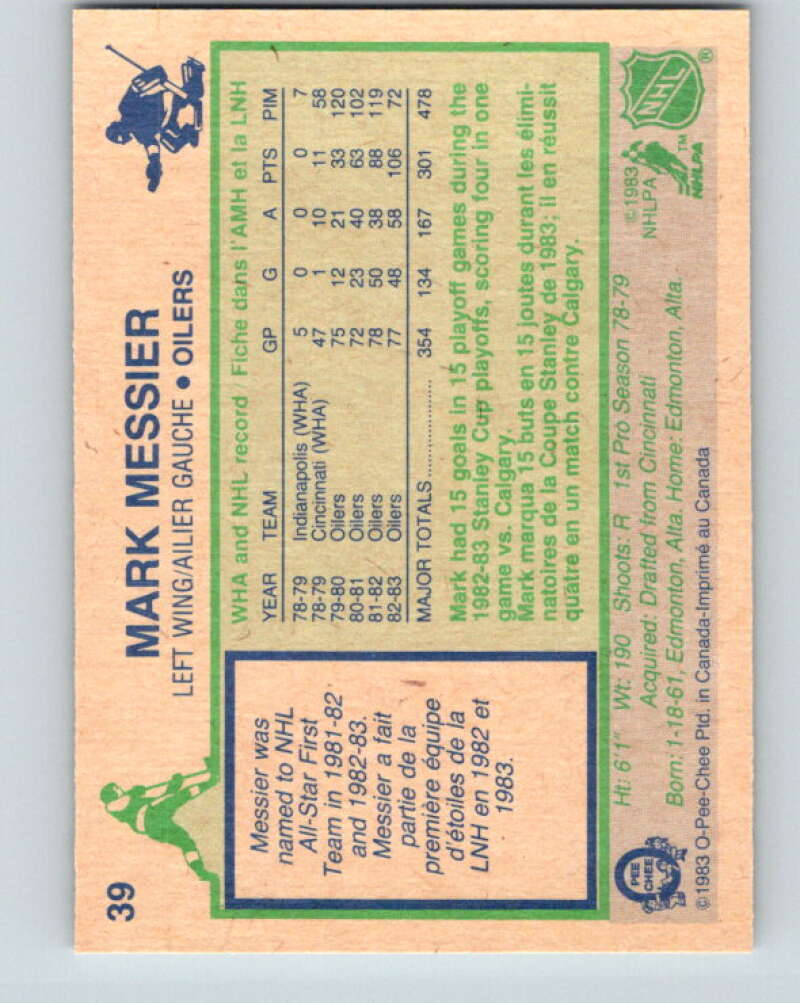 39
MARK MESSIER
LEFT WING/AILIER GAUCHE • OILERS
Messier was
named to NHL
All-Star First
Team in 1981-82
and 1982-83.
Messier a fait
partie de la
première équipe
d'étoiles de la
LNH en 1982 et
1983.
WHA and NHL record / Fiche dans l'AMH et la LNH
YEAR TEAM GP G A PTS PIM
78-79 Indianapolis (WHA) 5 0 0 0 7
78-79 Cincinnati (WHA) 47 1 10 11 58
79-80 Oilers 75 12 21 33 120
80-81 Oilers 72 23 40 63 102
81-82 Oilers 78 50 38 88 119
82-83 Oilers 77 48 58 106 72
MAJOR TOTALS .............. 354 134 167 301 478
Mark had 15 goals in 15 playoff games during the
1982-83 Stanley Cup playoffs, scoring four in one
game vs. Calgary.
Mark marqua 15 buts en 15 joutes durant les élimi-
natoires de la Coupe Stanley de 1983; il en réussit
quatre en un match contre Calgary.
PEE
CHEE
Ht: 6'1" Wt: 190 Shoots: R 1st Pro Season 78-79
Acquired: Drafted from Cincinnati
Born: 1-18-61, Edmonton, Alta. Home: Edmonton, Alta.
©1983
NHLPA
NHLPA
TM
NHL
®
©1983 O-Pee-Chee Ptd. in Canada-Imprimé au Canada